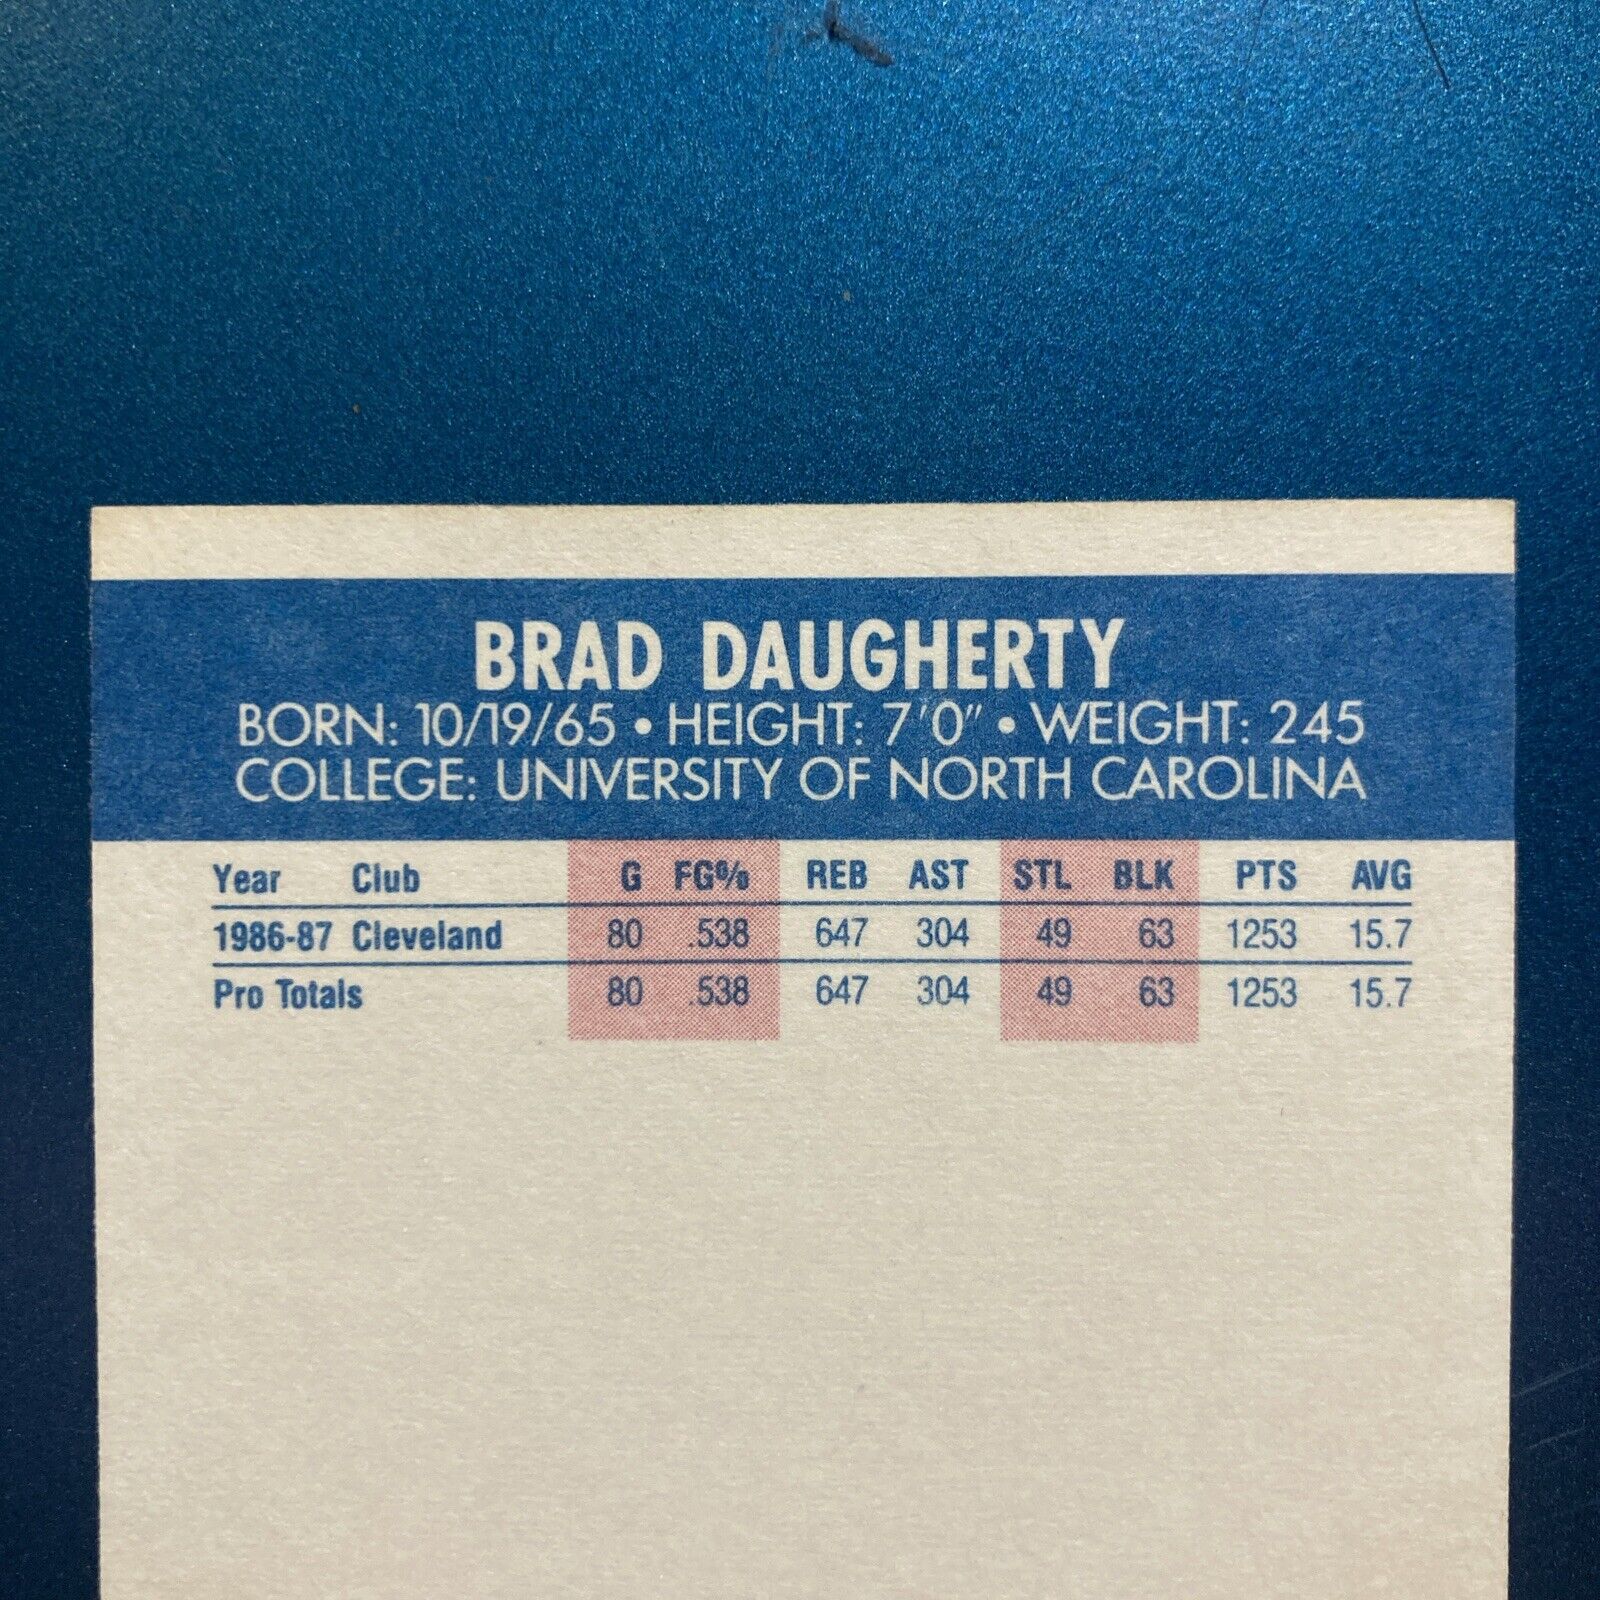 BRAD DAUGHERTY
BORN: 10/19/65 • HEIGHT: 7'0" • WEIGHT: 245
COLLEGE: UNIVERSITY OF NORTH CAROLINA
Year Club G FG% REB AST STL BLK PTS AVG
1986-87 Cleveland 80 .538 647 304 49 63 1253 15.7
Pro Totals 80 .538 647 304 49 63 1253 15.7